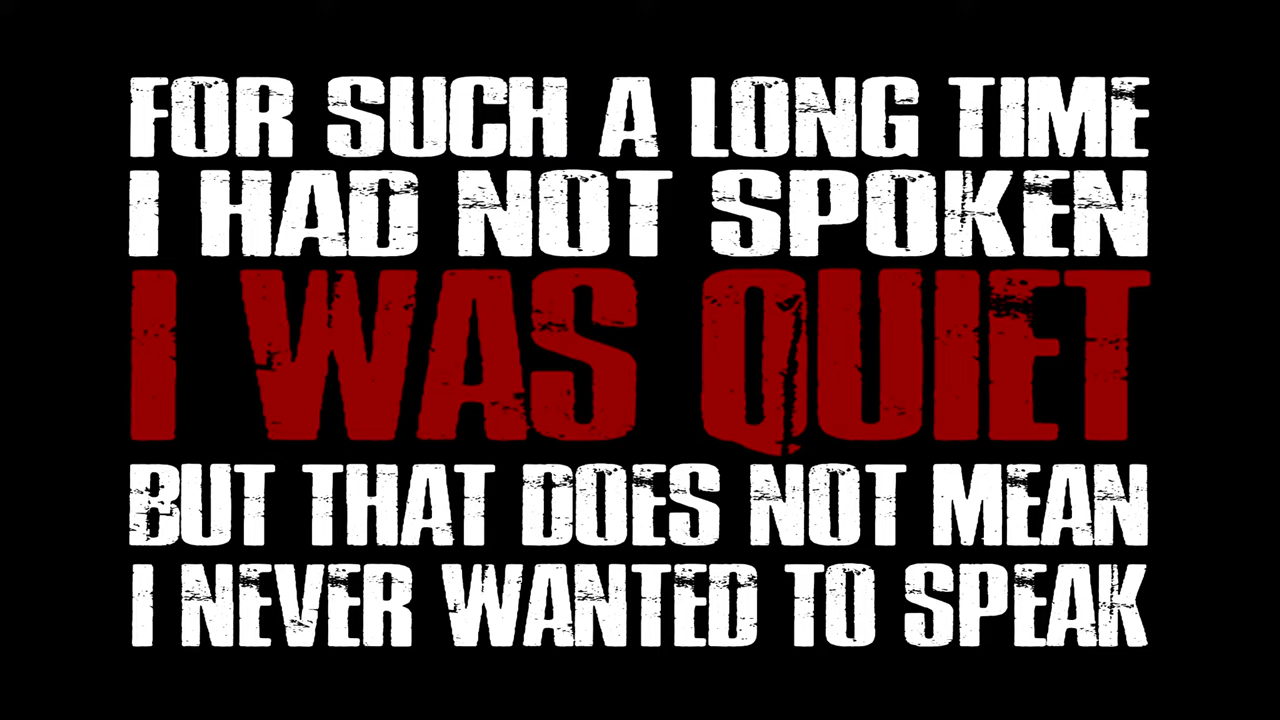 FOR SUCH A LONG TIME
I HAD NOT SPOKEN
I WAS QUIET
BUT THAT DOES NOT MEAN
I NEVER WANTED TO SPEAK